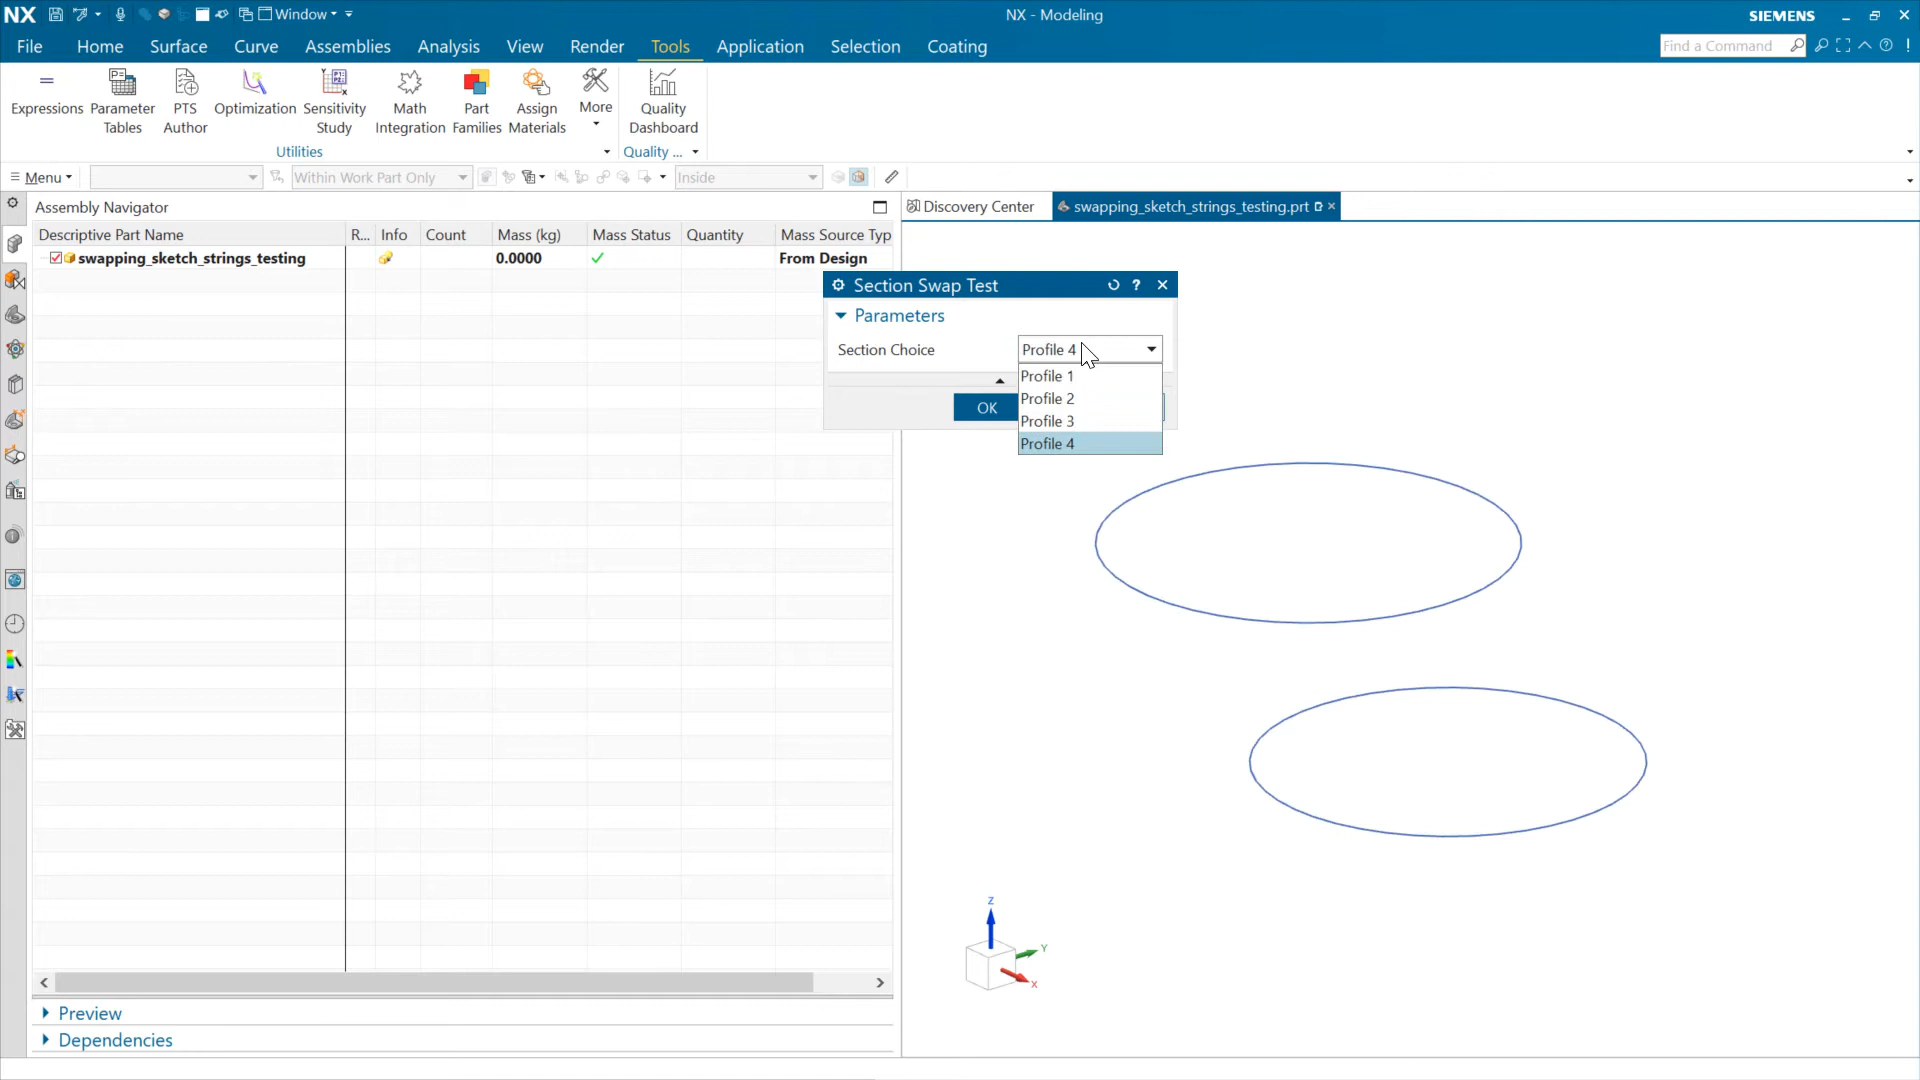 NX Window NX - Modeling SIEMENS
File Home Surface Curve Assemblies Analysis View Render Tools Application Selection Coating Find a Command
Expressions Parameter Tables PTS Author Optimization Sensitivity Study Math Integration Part Families Assign Materials More Quality Dashboard
Utilities Quality ...
Menu Within Work Part Only Inside
Assembly Navigator Discovery Center swapping_sketch_strings_testing.prt
Descriptive Part Name R... Info Count Mass (kg) Mass Status Quantity Mass Source Typ
swapping_sketch_strings_testing 0.0000 From Design
Section Swap Test
Parameters
Section Choice Profile 4
Profile 1
Profile 2
Profile 3
Profile 4
OK
Z
Y
X
Preview
Dependencies